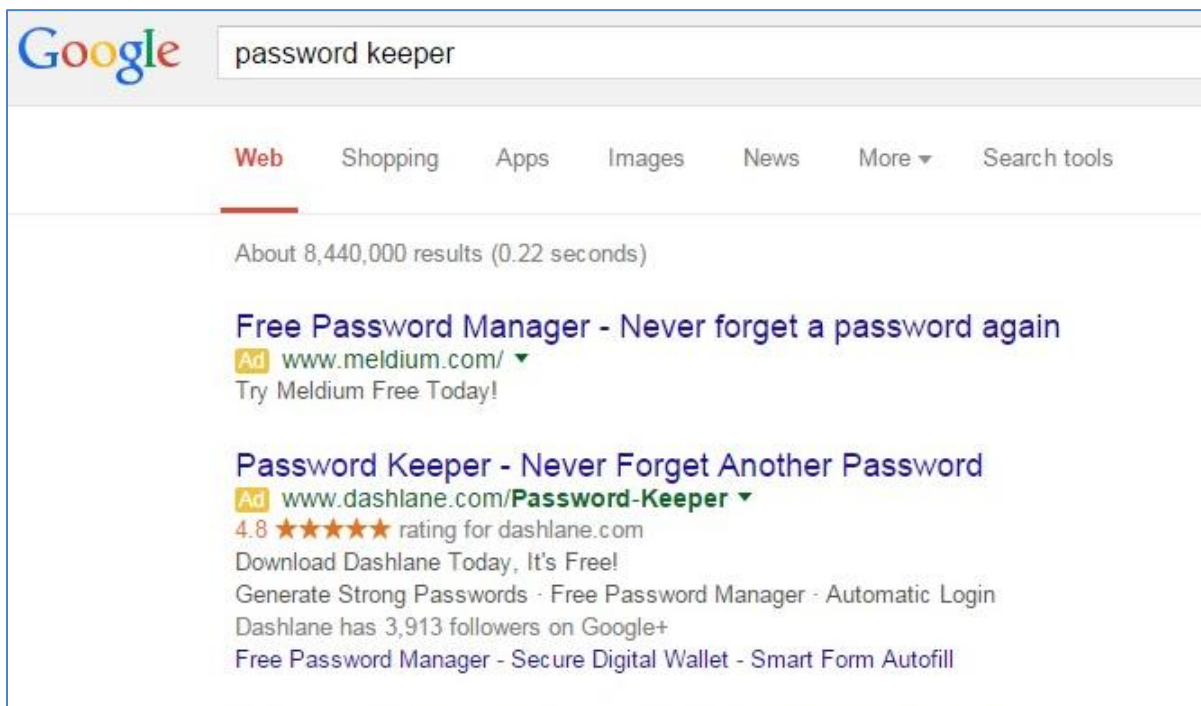 Google password keeper
Web Shopping Apps Images News More Search tools
About 8,440,000 results (0.22 seconds)
Free Password Manager - Never forget a password again
Ad www.meldium.com/
Try Meldium Free Today!
Password Keeper - Never Forget Another Password
Ad www.dashlane.com/Password-Keeper
4.8 ★★★★★ rating for dashlane.com
Download Dashlane Today, It's Free!
Generate Strong Passwords · Free Password Manager · Automatic Login
Dashlane has 3,913 followers on Google+
Free Password Manager - Secure Digital Wallet - Smart Form Autofill